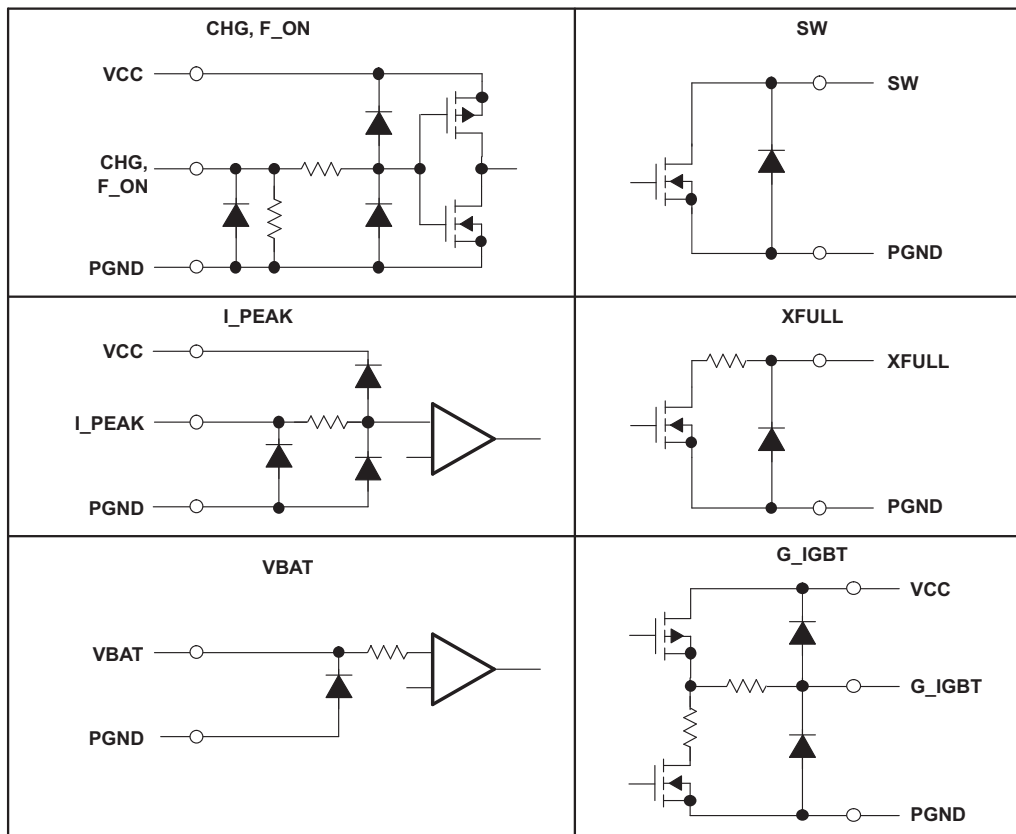 CHG, F_ON
VCC
CHG,
F_ON
PGND
SW
SW
PGND
I_PEAK
VCC
I_PEAK
PGND
XFULL
XFULL
PGND
VBAT
VBAT
PGND
G_IGBT
VCC
G_IGBT
PGND